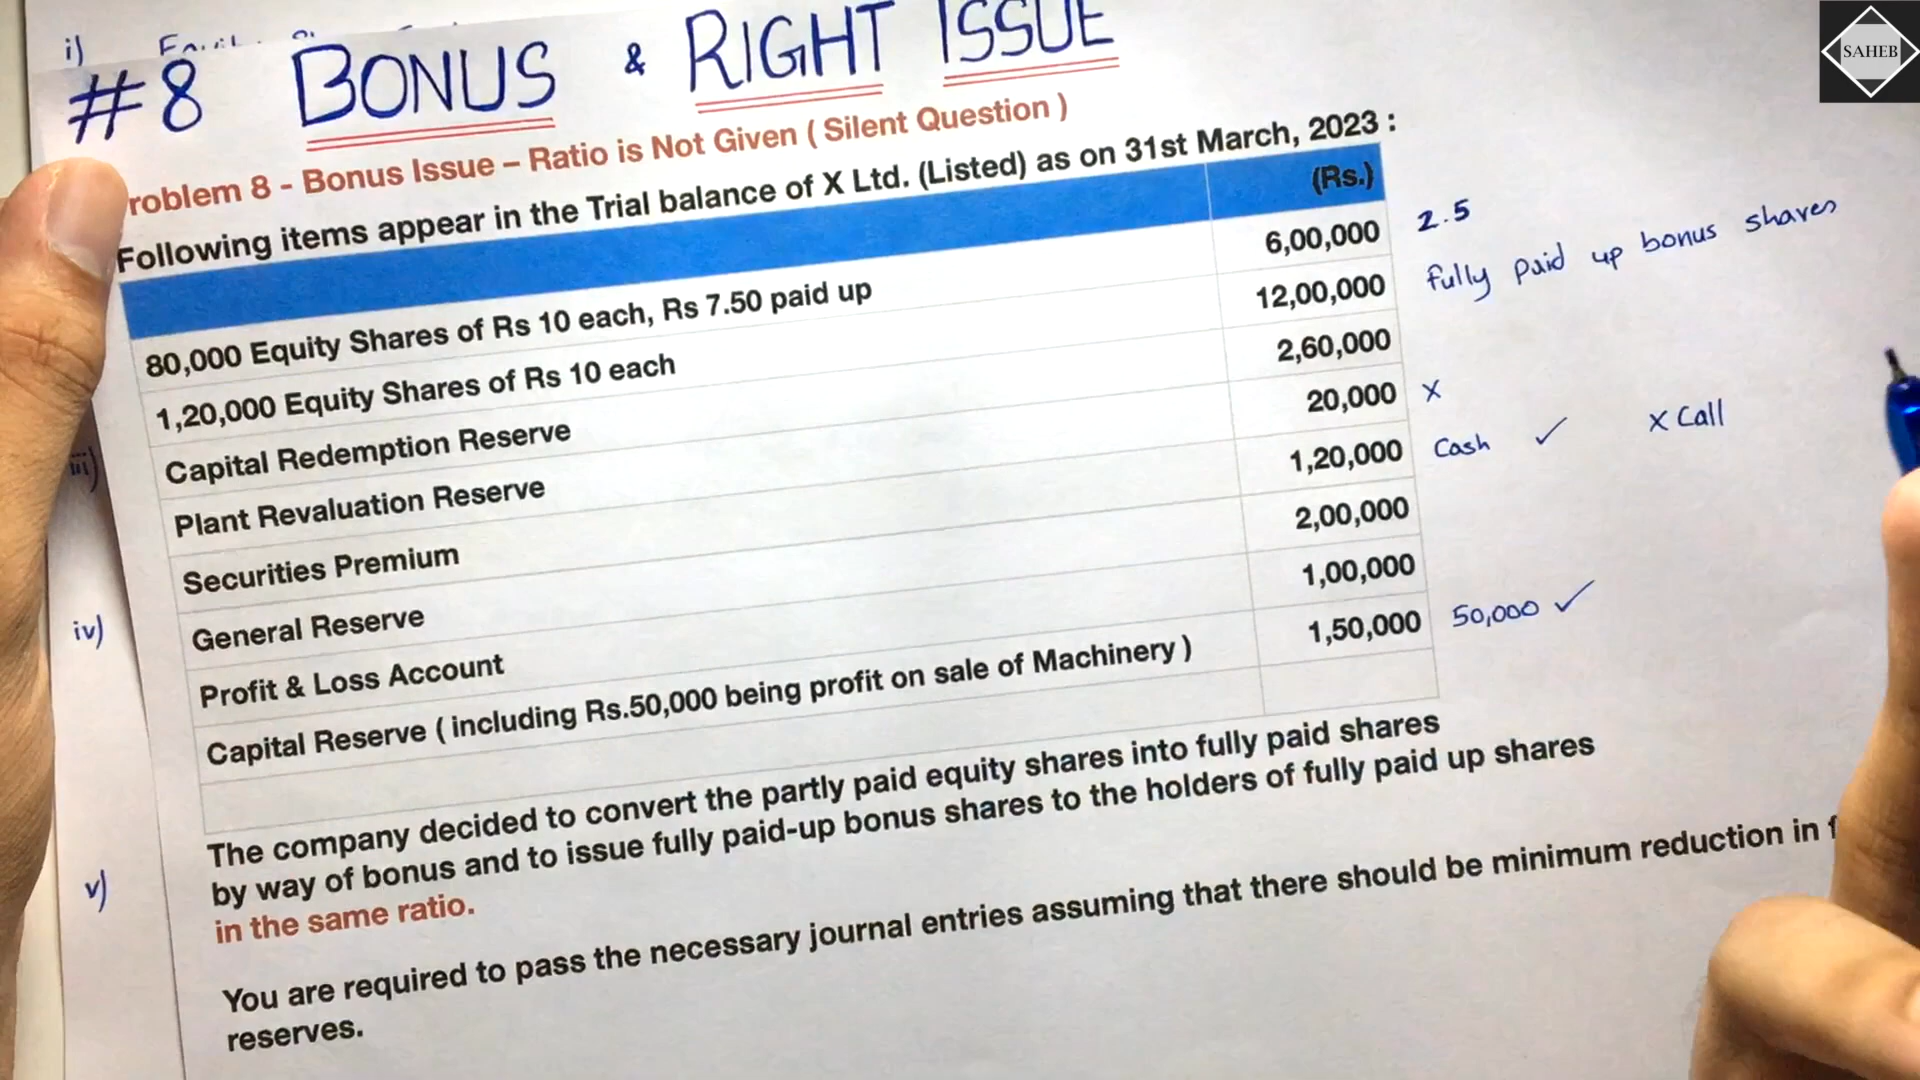 i)
SAHEB
#8 BONUS & RIGHT ISSUE
roblem 8 - Bonus Issue – Ratio is Not Given ( Silent Question )
Following items appear in the Trial balance of X Ltd. (Listed) as on 31st March, 2023 :
(Rs.)
80,000 Equity Shares of Rs 10 each, Rs 7.50 paid up 6,00,000 2.5
1,20,000 Equity Shares of Rs 10 each 12,00,000 fully paid up bonus shares
Capital Redemption Reserve 2,60,000
iii)
Plant Revaluation Reserve 20,000 x
Securities Premium 1,20,000 Cash ✓ x Call
General Reserve 2,00,000
iv)
Profit & Loss Account 1,00,000
Capital Reserve ( including Rs.50,000 being profit on sale of Machinery ) 1,50,000 50,000 ✓
The company decided to convert the partly paid equity shares into fully paid shares
by way of bonus and to issue fully paid-up bonus shares to the holders of fully paid up shares
v)
in the same ratio.
You are required to pass the necessary journal entries assuming that there should be minimum reduction in
reserves.